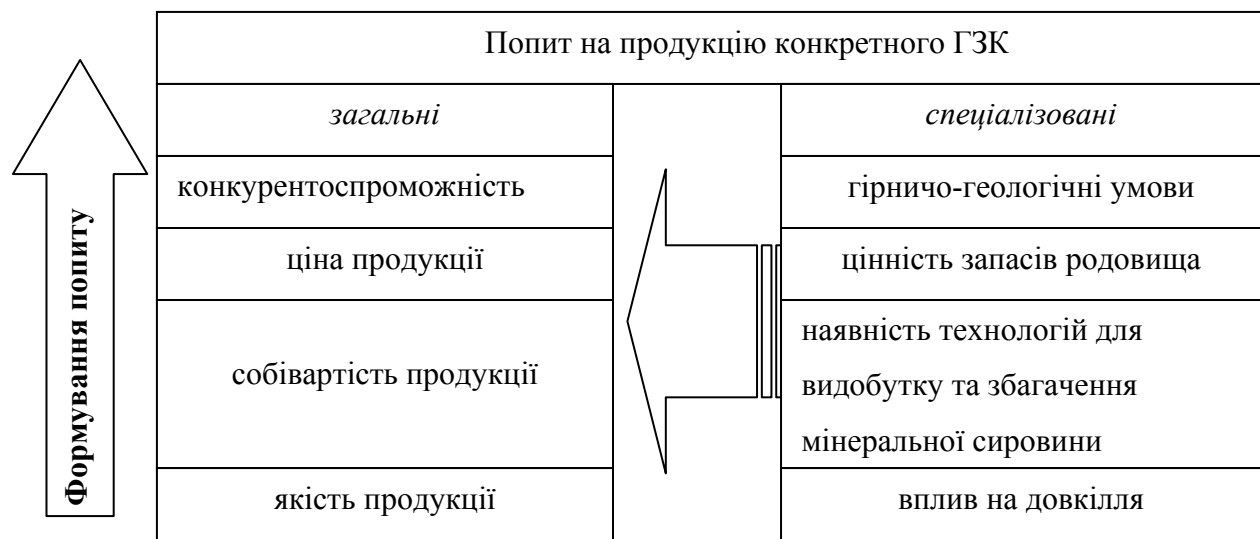 Попит на продукцію конкретного ГЗК
загальні
спеціалізовані
конкурентоспроможність
гірничо-геологічні умови
ціна продукції
цінність запасів родовища
собівартість продукції
наявність технологій для
видобутку та збагачення
мінеральної сировини
якість продукції
вплив на довкілля
Формування попиту